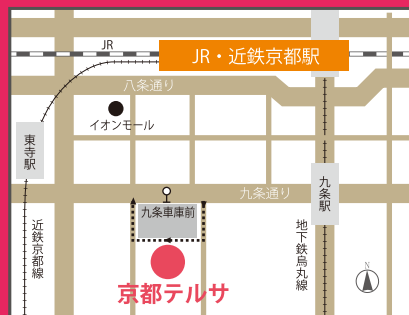 JR
JR・近鉄京都駅
八条通り
イオンモール
東寺駅
九条通り
九条駅
九条車庫前
近鉄京都線
地下鉄烏丸線
京都テルサ
N